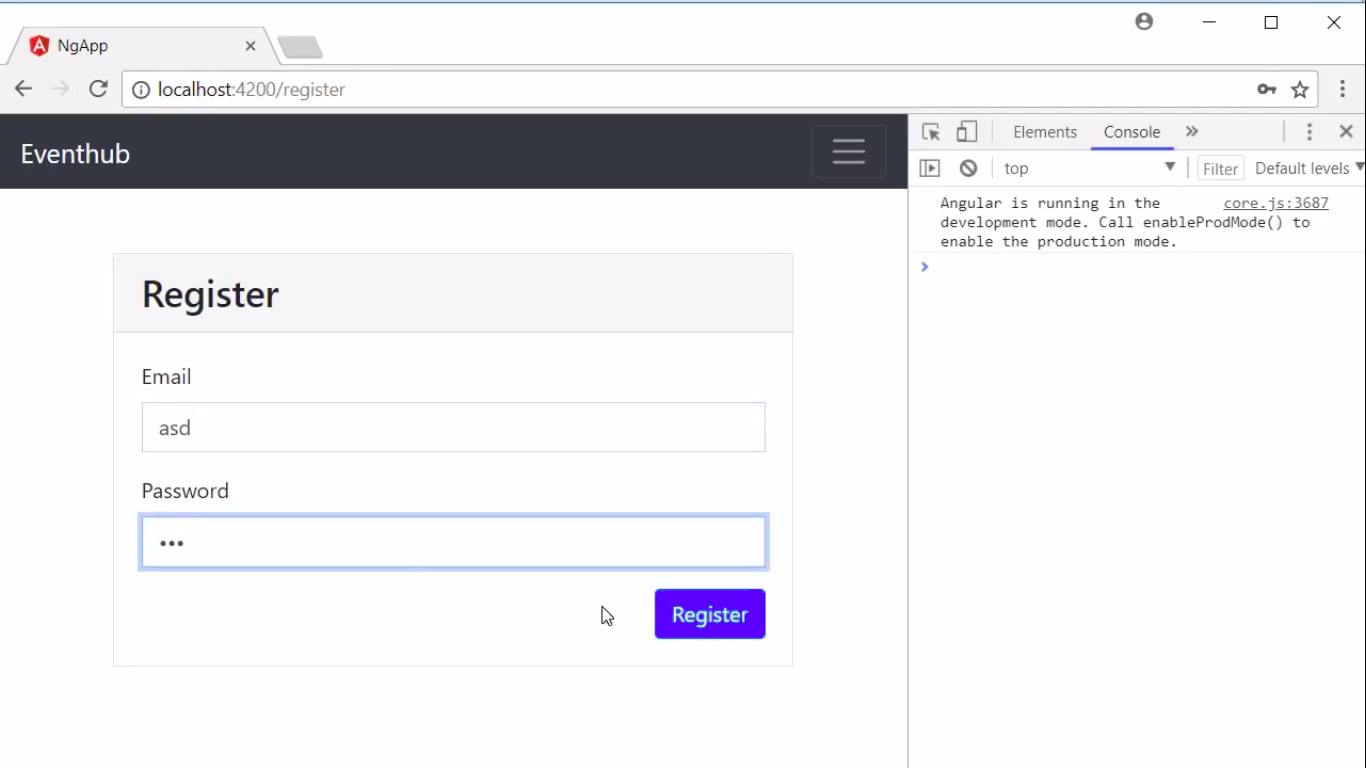 NgApp
localhost:4200/register
Eventhub
Elements Console »
top Filter Default levels
Angular is running in the core.js:3687
development mode. Call enableProdMode() to
enable the production mode.
Register
Email
asd
Password
•••
Register